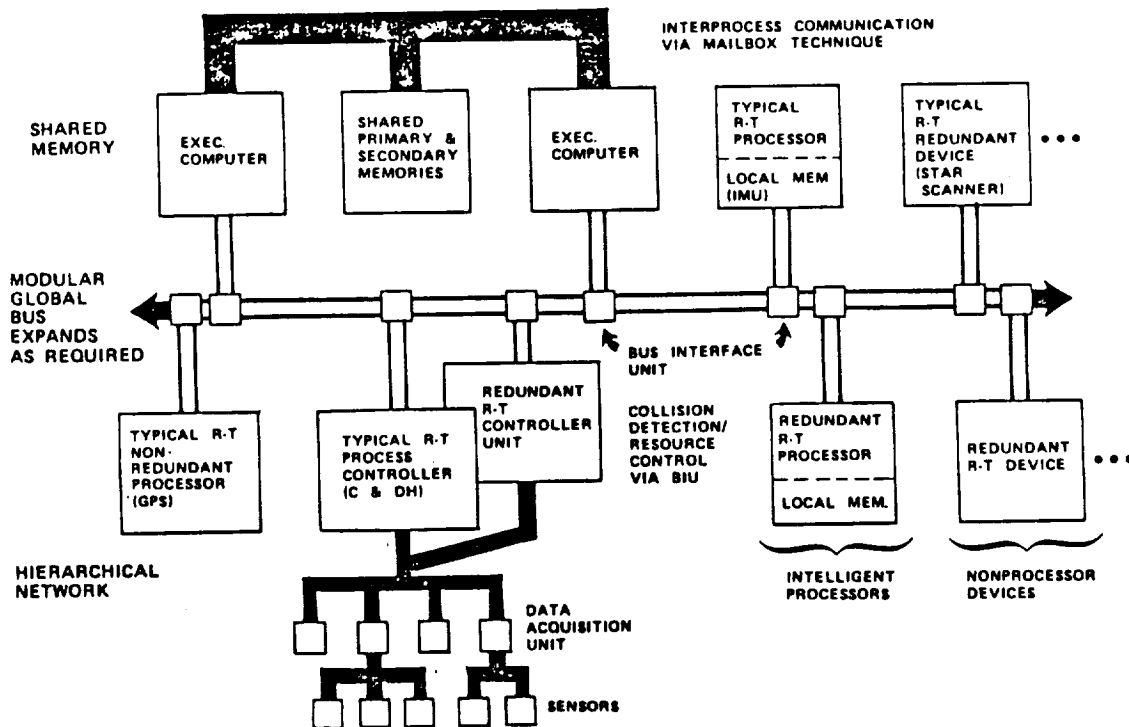 INTERPROCESS COMMUNICATION
VIA MAILBOX TECHNIQUE
SHARED
MEMORY
EXEC.
COMPUTER
SHARED
PRIMARY &
SECONDARY
MEMORIES
EXEC.
COMPUTER
TYPICAL
R-T
PROCESSOR
LOCAL MEM
(IMU)
TYPICAL
R-T
REDUNDANT
DEVICE
(STAR
SCANNER)
MODULAR
GLOBAL
BUS
EXPANDS
AS REQUIRED
BUS INTERFACE
UNIT
TYPICAL R-T
NON-
REDUNDANT
PROCESSOR
(GPS)
TYPICAL R-T
PROCESS
CONTROLLER
(C & DH)
REDUNDANT
R-T
CONTROLLER
UNIT
COLLISION
DETECTION/
RESOURCE
CONTROL
VIA BIU
REDUNDANT
R-T
PROCESSOR
LOCAL MEM.
REDUNDANT
R-T DEVICE
HIERARCHICAL
NETWORK
INTELLIGENT
PROCESSORS
NONPROCESSOR
DEVICES
DATA
ACQUISITION
UNIT
SENSORS